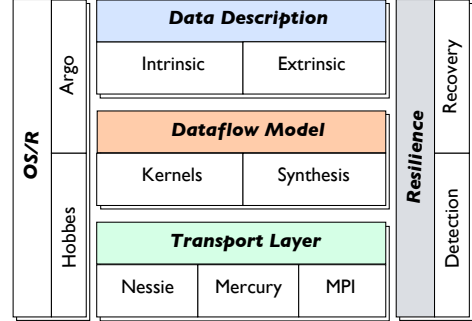 OS/R
Argo
Hobbes
Data Description
Intrinsic Extrinsic
Dataflow Model
Kernels Synthesis
Transport Layer
Nessie Mercury MPI
Resilience
Recovery
Detection